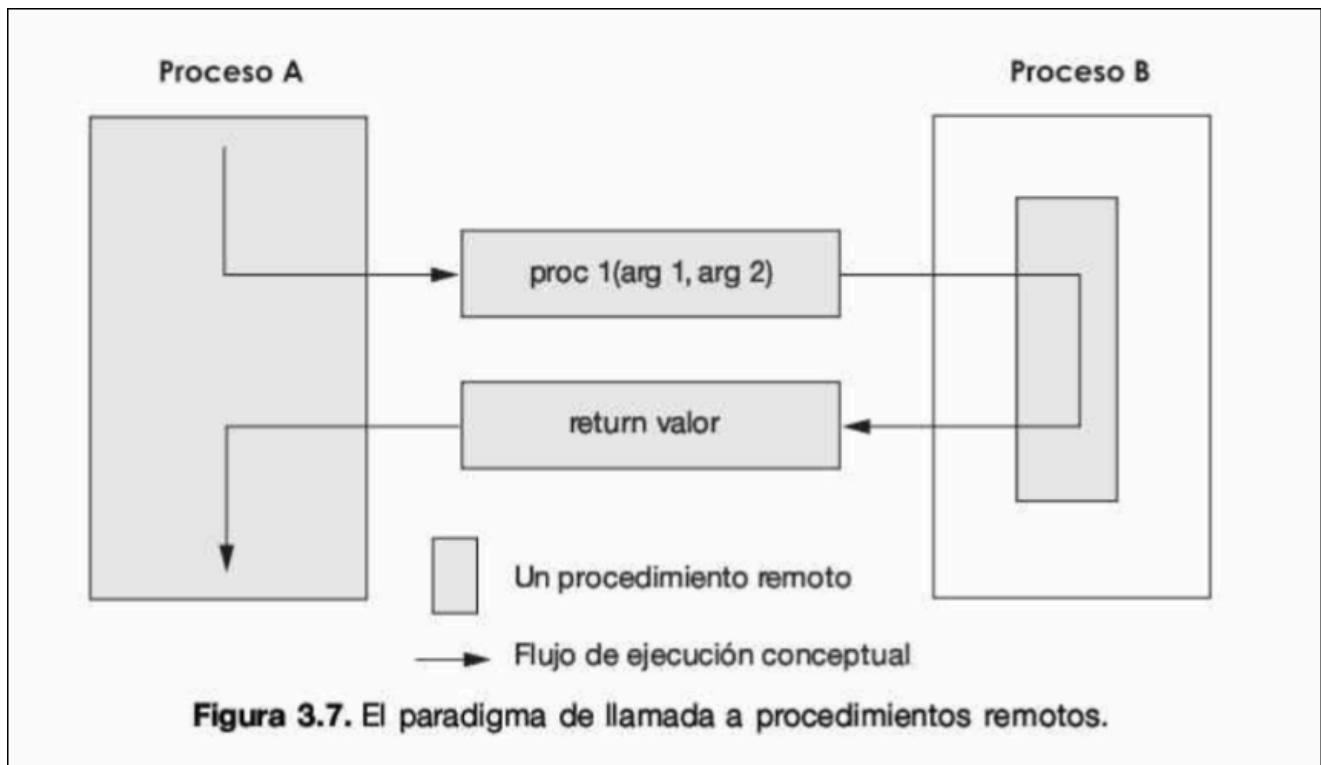 Proceso A
Proceso B
proc 1(arg 1, arg 2)
return valor
Un procedimiento remoto
Flujo de ejecución conceptual
Figura 3.7. El paradigma de llamada a procedimientos remotos.